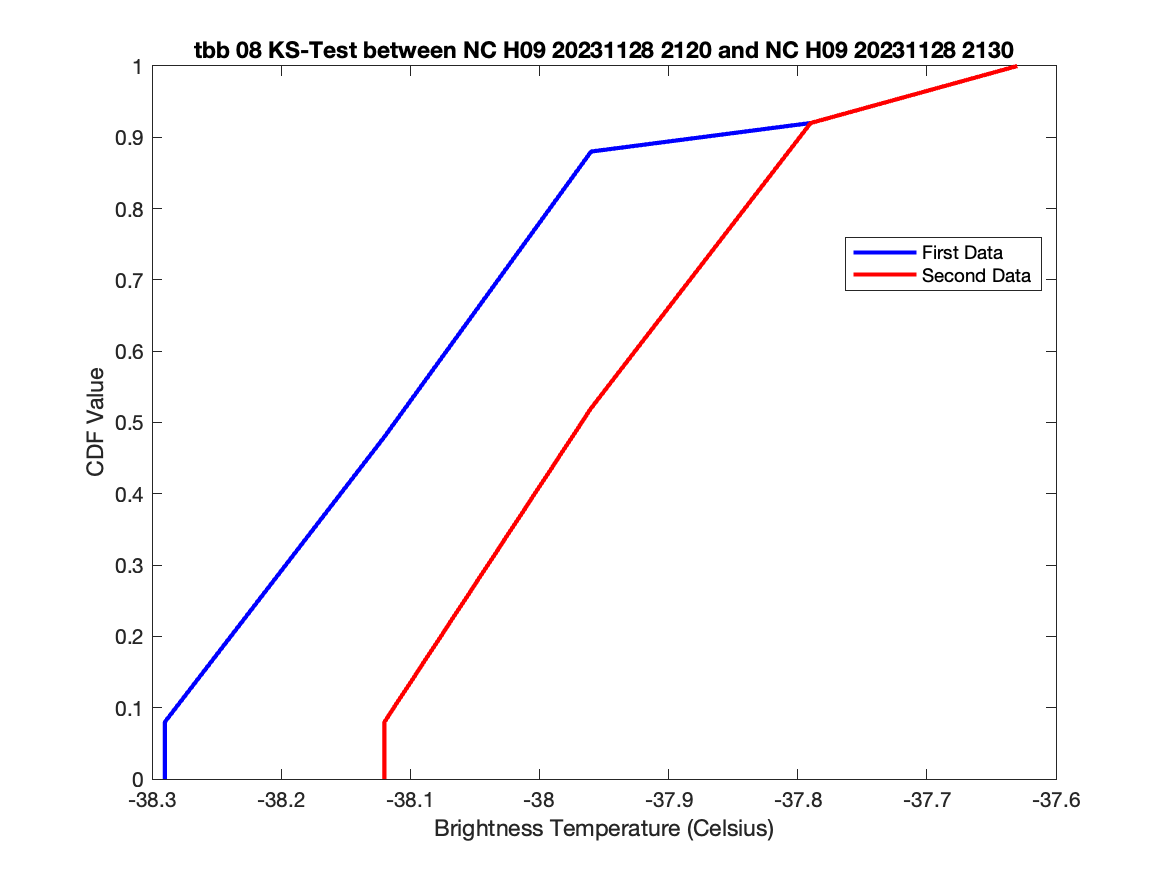 tbb 08 KS-Test between NC H09 20231128 2120 and NC H09 20231128 2130
1
0.9
0.8
0.7
0.6
0.5
0.4
0.3
0.2
0.1
0
CDF Value
First Data
Second Data
-38.3 -38.2 -38.1 -38 -37.9 -37.8 -37.7 -37.6
Brightness Temperature (Celsius)